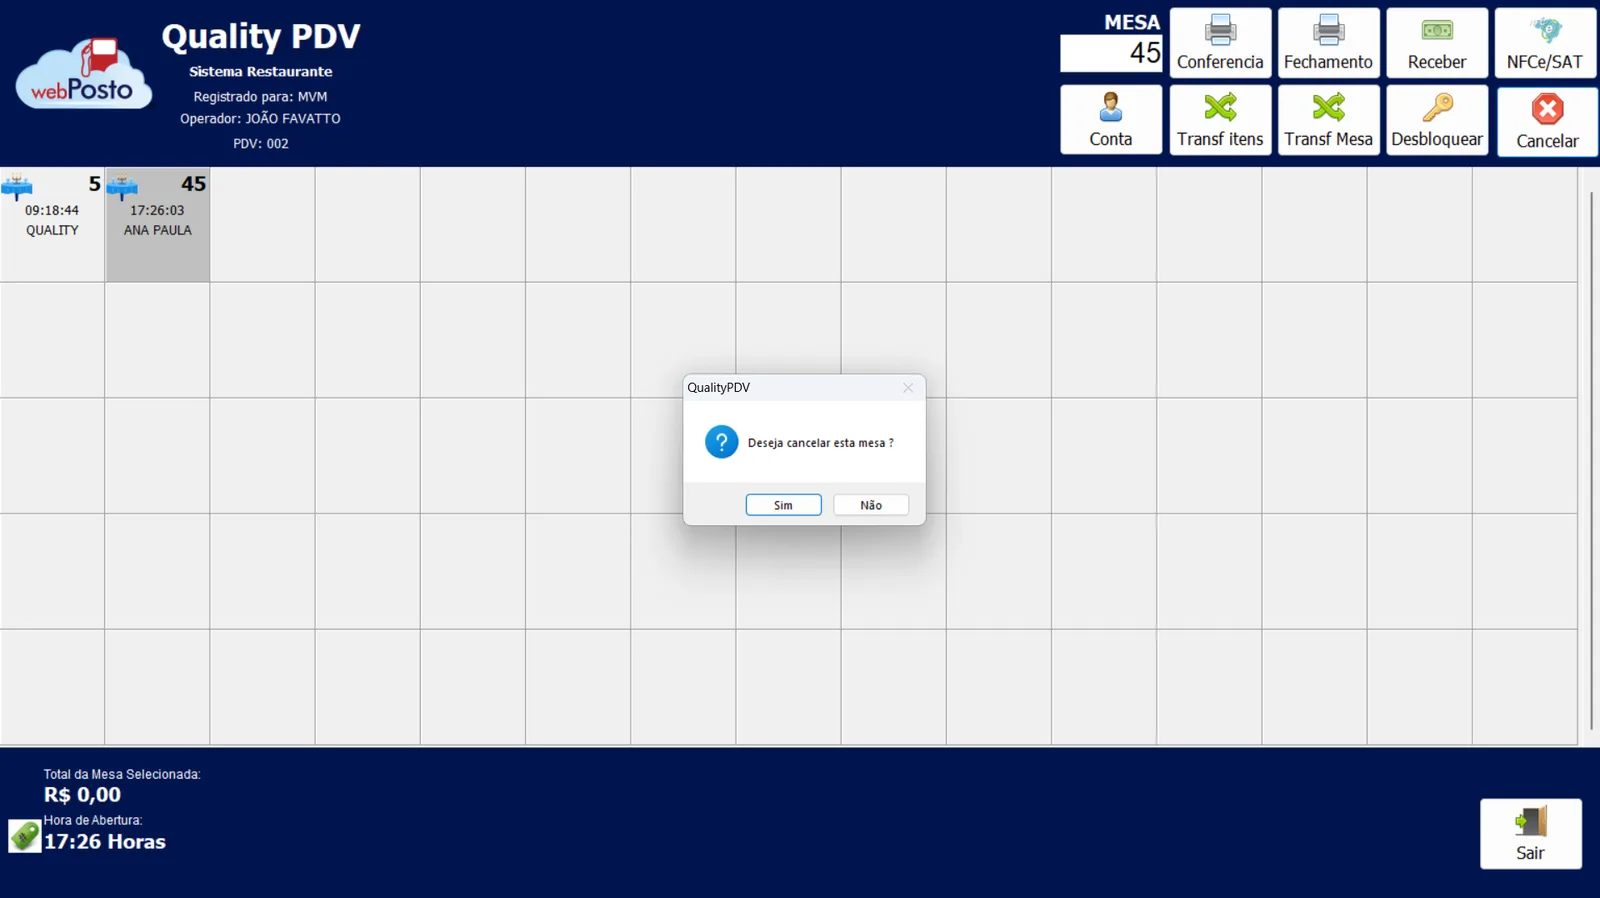 webPosto
Quality PDV
Sistema Restaurante
Registrado para: MVM
Operador: JOÃO FAVATTO
PDV: 002
MESA
45
Conferencia
Fechamento
Receber
NFCe/SAT
Conta
Transf itens
Transf Mesa
Desbloquear
Cancelar
5
09:18:44
QUALITY
45
17:26:03
ANA PAULA
QualityPDV
Deseja cancelar esta mesa ?
Sim
Não
Total da Mesa Selecionada:
R$ 0,00
Hora de Abertura:
17:26 Horas
Sair